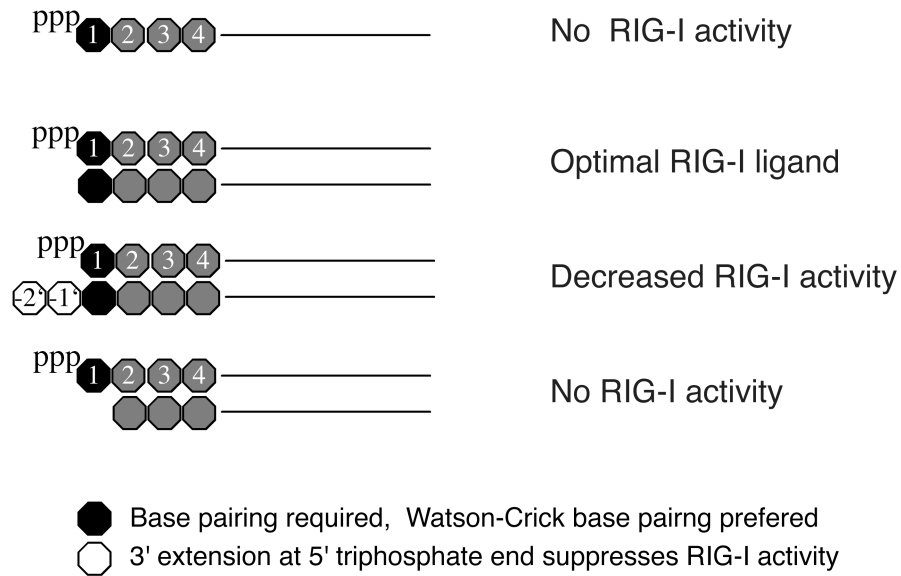 ppp 1 2 3 4 No RIG-I activity
ppp 1 2 3 4 Optimal RIG-I ligand
ppp 1 2 3 4
-2' -1' Decreased RIG-I activity
ppp 1 2 3 4 No RIG-I activity
Base pairing required, Watson-Crick base pairng prefered
3' extension at 5' triphosphate end suppresses RIG-I activity